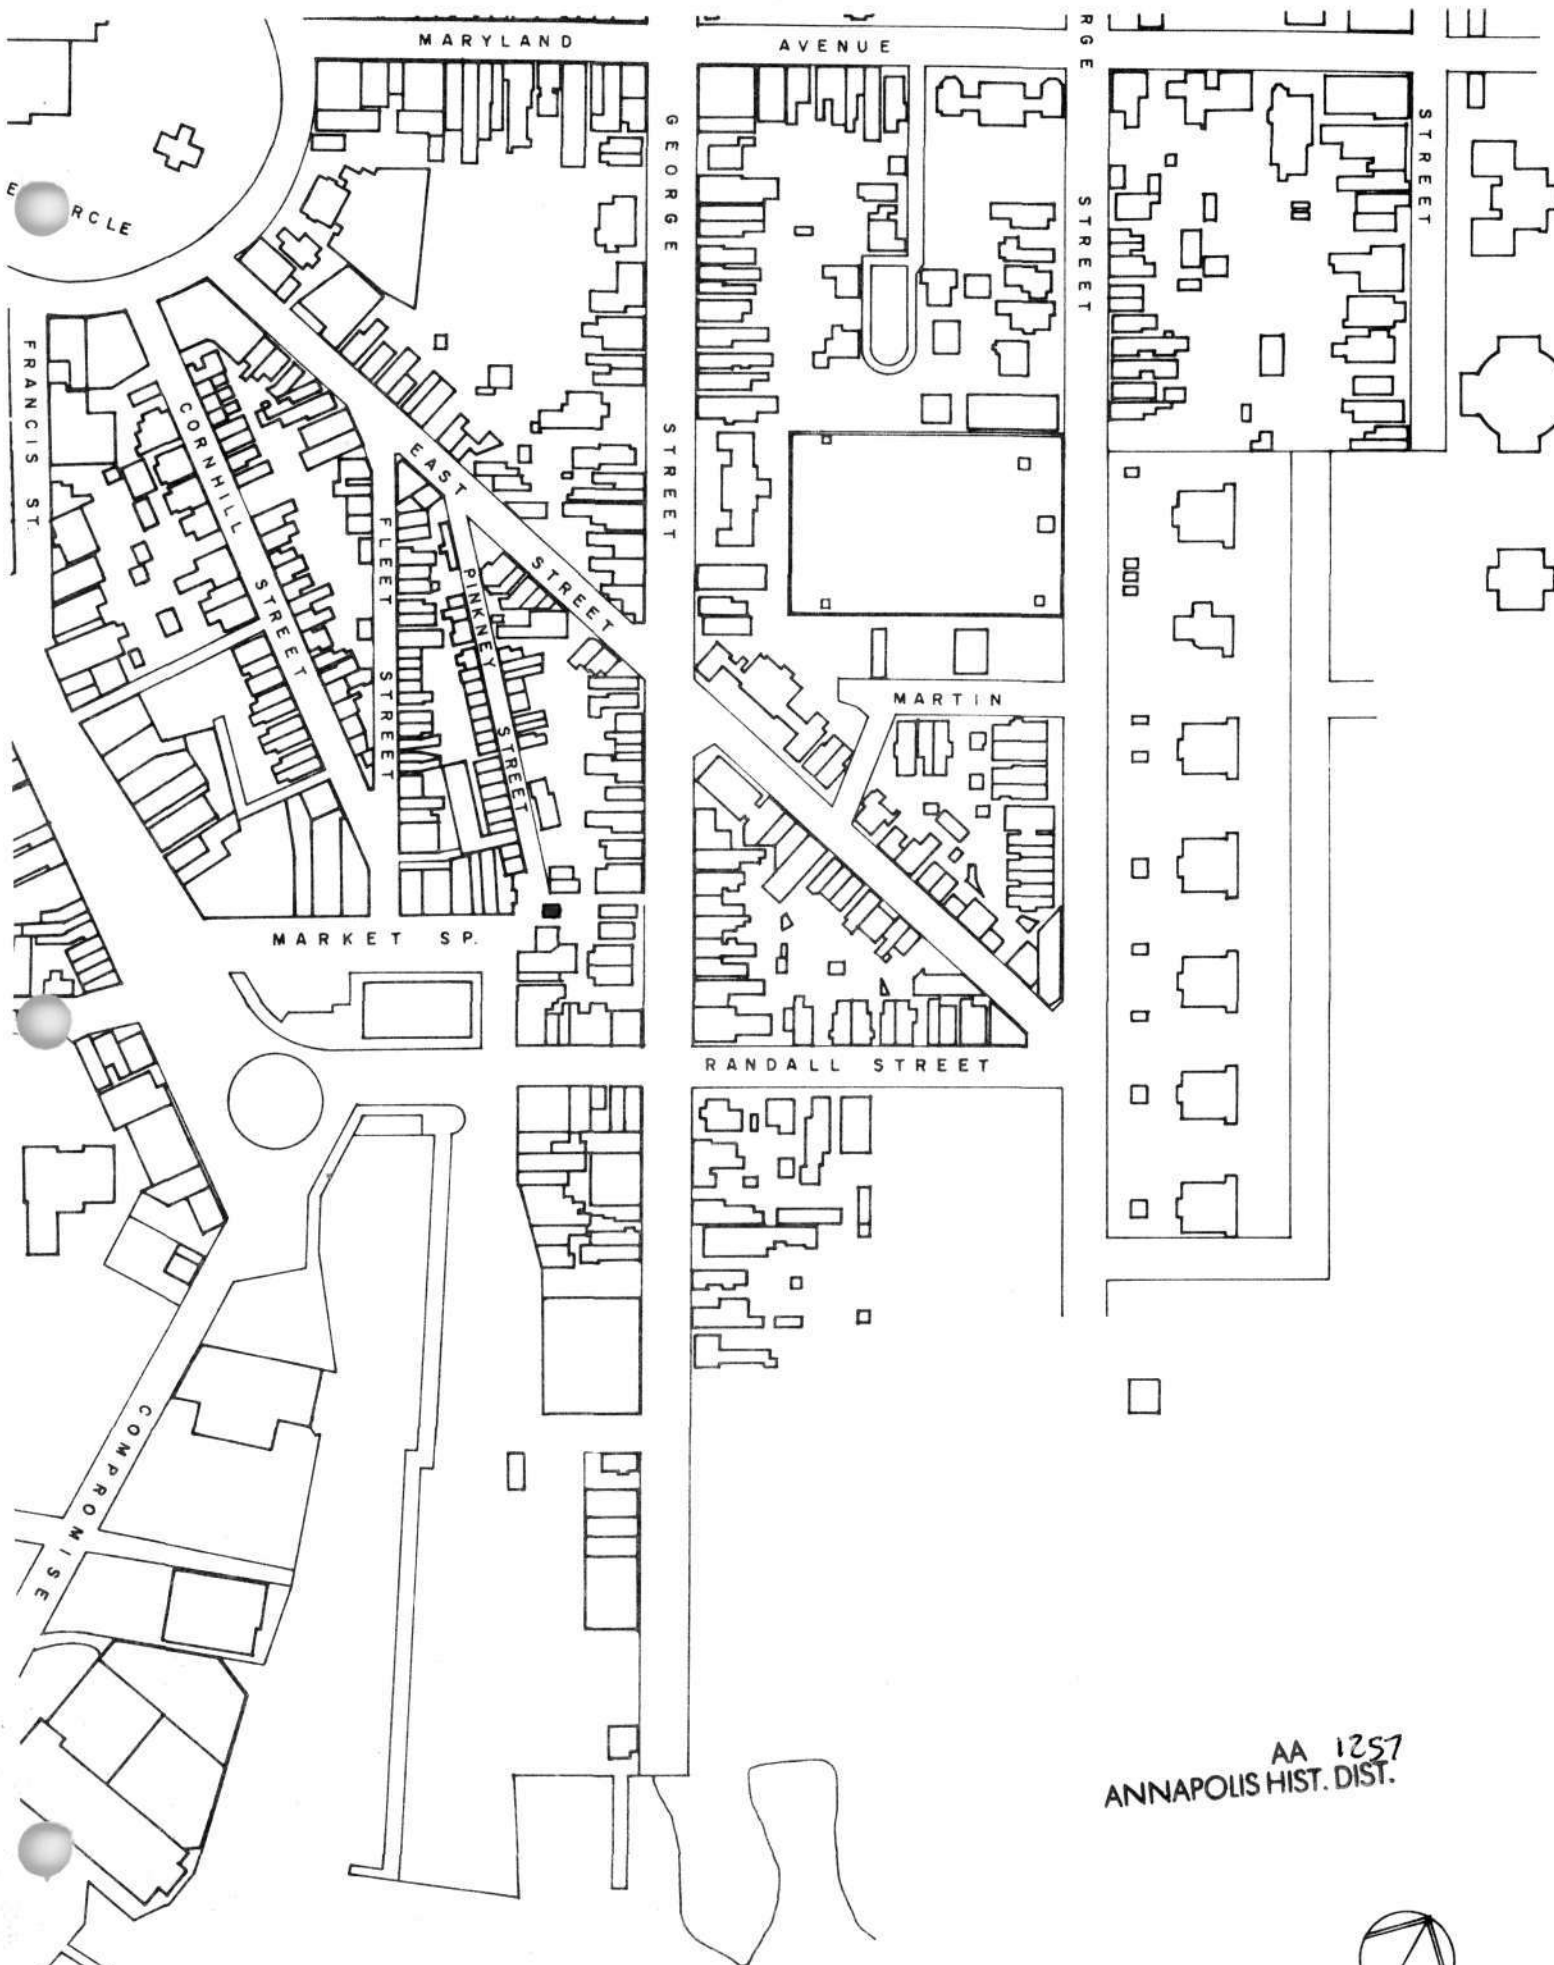 MARYLAND AVENUE
RGE STREET
STREET
GEORGE STREET
E RCLE
FRANCIS ST.
CORNHILL STREET
EAST STREET
FLEET STREET
PINKNEY STREET
MARTIN
MARKET SP.
RANDALL STREET
COMPROMISE
AA 1257
ANNAPOLIS HIST. DIST.